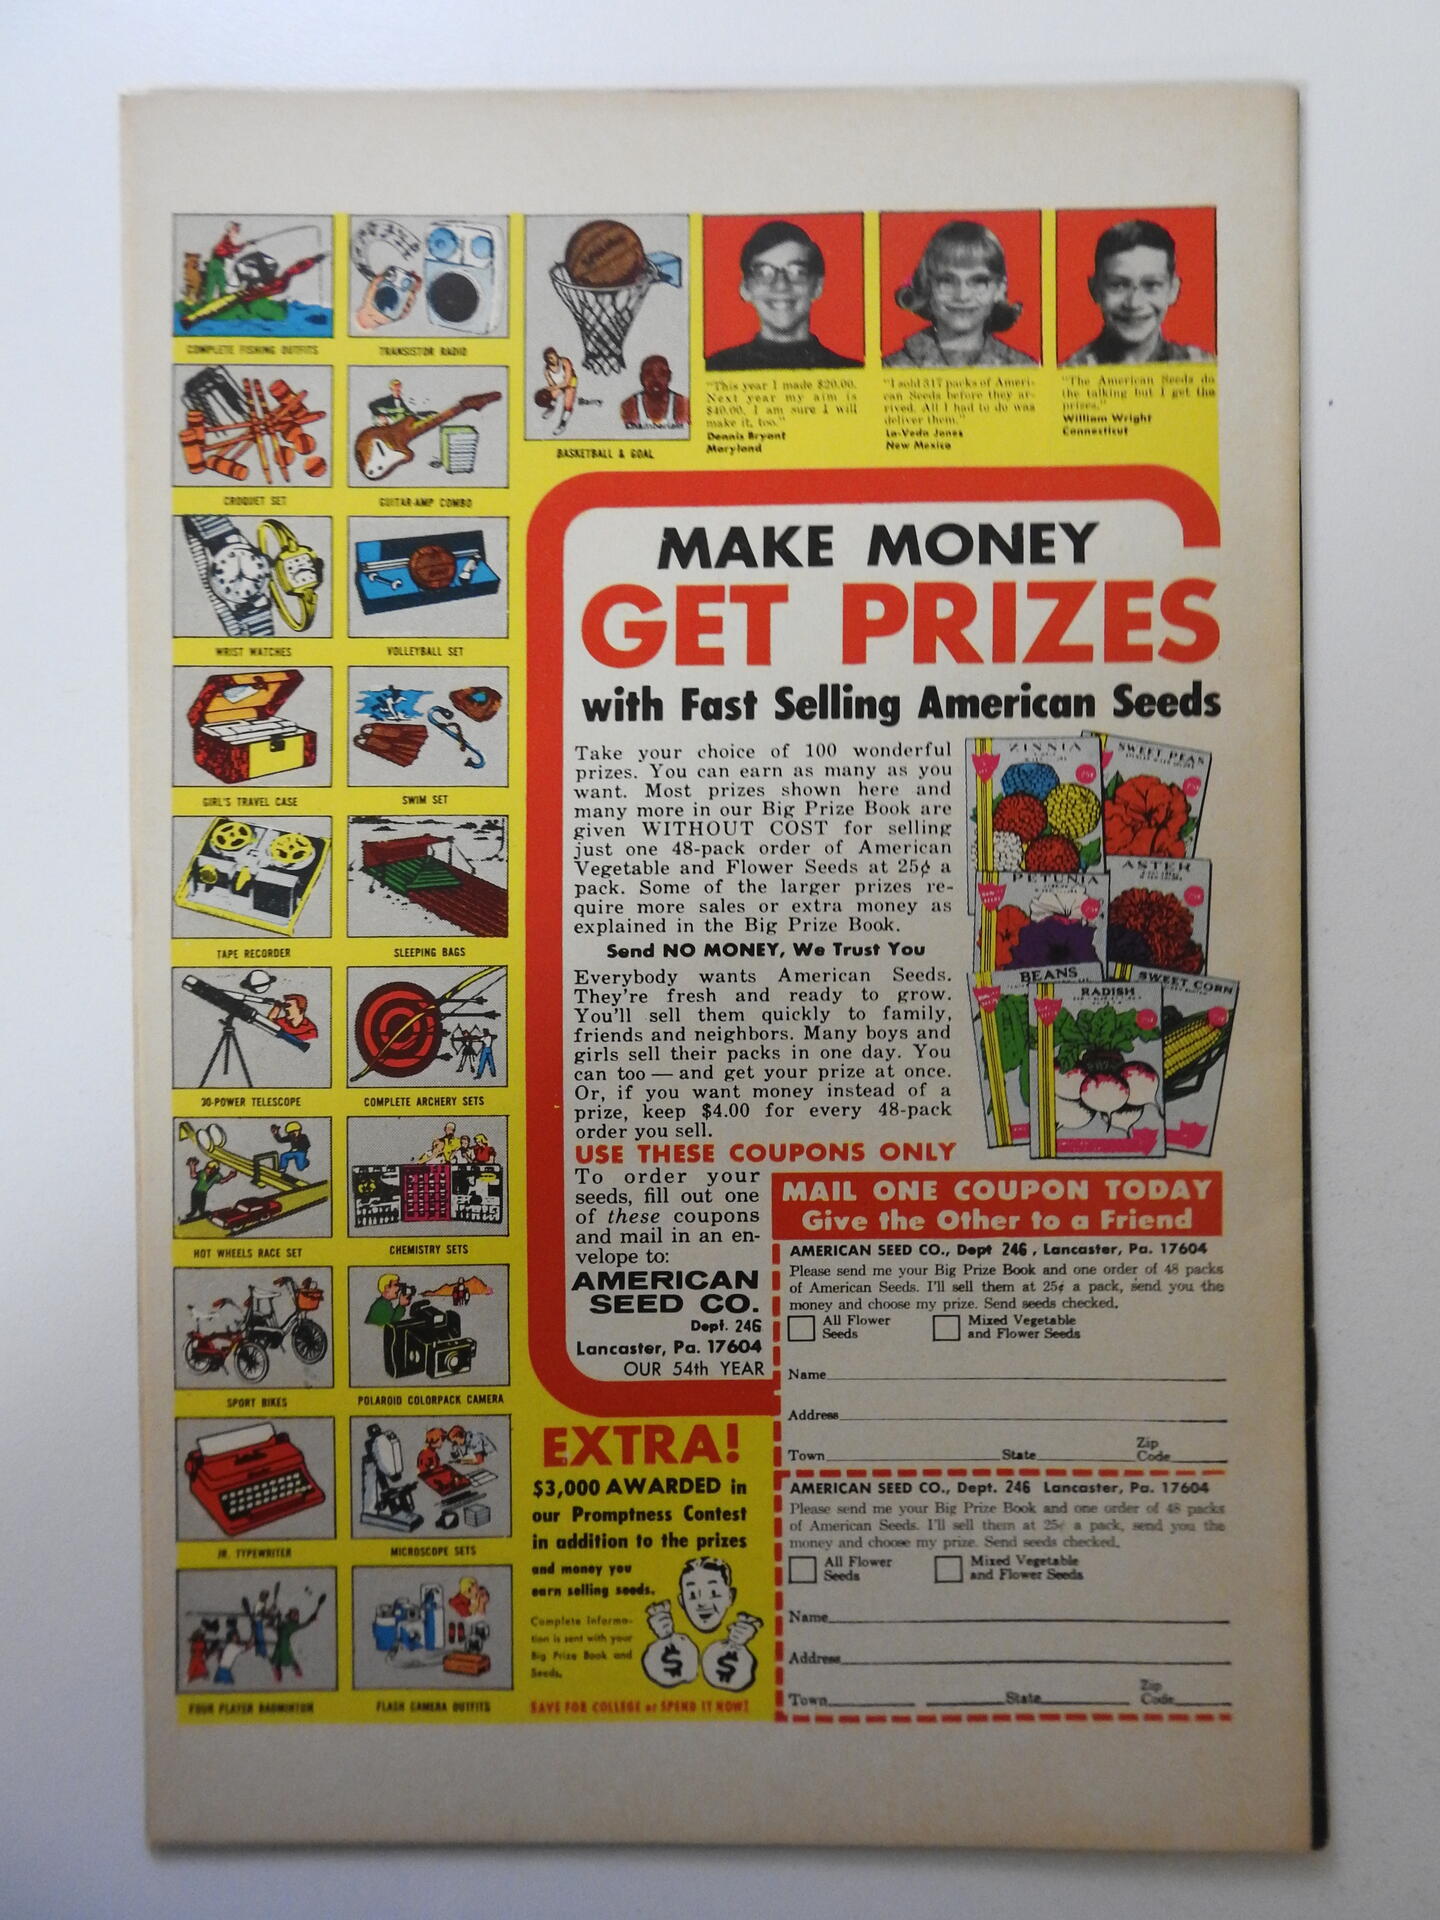 COMPLETE FISHING OUTFITS
TRANSISTOR RADIO
CROQUET SET
GUITAR-AMP COMBO
WRIST WATCHES
VOLLEYBALL SET
GIRL'S TRAVEL CASE
SWIM SET
TAPE RECORDER
SLEEPING BAGS
30-POWER TELESCOPE
COMPLETE ARCHERY SETS
HOT WHEELS RACE SET
CHEMISTRY SETS
SPORT BIKES
POLAROID COLORPACK CAMERA
JR. TYPEWRITER
MICROSCOPE SETS
FOUR PLAYER BADMINTON
FLASH CAMERA OUTFITS
Barry
Chamberlain
BASKETBALL & GOAL
"This year I made $20.00.
Next year my aim is
$40.00. I am sure I will
make it, too."
Dennis Bryant
Maryland
"I sold 317 packs of Ameri-
can Seeds before they ar-
rived. All I had to do was
deliver them."
La-Veda Jones
New Mexico
"The American Seeds do
the talking but I get the
prizes."
William Wright
Connecticut
MAKE MONEY
GET PRIZES
with Fast Selling American Seeds
Take your choice of 100 wonderful
prizes. You can earn as many as you
want. Most prizes shown here and
many more in our Big Prize Book are
given WITHOUT COST for selling
just one 48-pack order of American
Vegetable and Flower Seeds at 25¢ a
pack. Some of the larger prizes re-
quire more sales or extra money as
explained in the Big Prize Book.
Send NO MONEY, We Trust You
Everybody wants American Seeds.
They're fresh and ready to grow.
You'll sell them quickly to family,
friends and neighbors. Many boys and
girls sell their packs in one day. You
can too — and get your prize at once.
Or, if you want money instead of a
prize, keep $4.00 for every 48-pack
order you sell.
USE THESE COUPONS ONLY
To order your
seeds, fill out one
of these coupons
and mail in an en-
velope to:
AMERICAN
SEED CO.
Dept. 246
Lancaster, Pa. 17604
OUR 54th YEAR
ZINNIA
SWEET PEAS
PETUNIA
ASTER
BEANS
SWEET CORN
RADISH
MAIL ONE COUPON TODAY
Give the Other to a Friend
AMERICAN SEED CO., Dept 246, Lancaster, Pa. 17604
Please send me your Big Prize Book and one order of 48 packs
of American Seeds. I'll sell them at 25¢ a pack, send you the
money and choose my prize. Send seeds checked.
All Flower
Seeds
Mixed Vegetable
and Flower Seeds
Name
Address
Town State Zip Code
AMERICAN SEED CO., Dept. 246 Lancaster, Pa. 17604
Please send me your Big Prize Book and one order of 48 packs
of American Seeds. I'll sell them at 25¢ a pack, send you the
money and choose my prize. Send seeds checked.
All Flower
Seeds
Mixed Vegetable
and Flower Seeds
Name
Address
Town State Zip Code
EXTRA!
$3,000 AWARDED in
our Promptness Contest
in addition to the prizes
and money you
earn selling seeds.
Complete Informa-
tion is sent with your
Big Prize Book and
Seeds.
$ $
SAVE FOR COLLEGE or SPEND IT NOW!